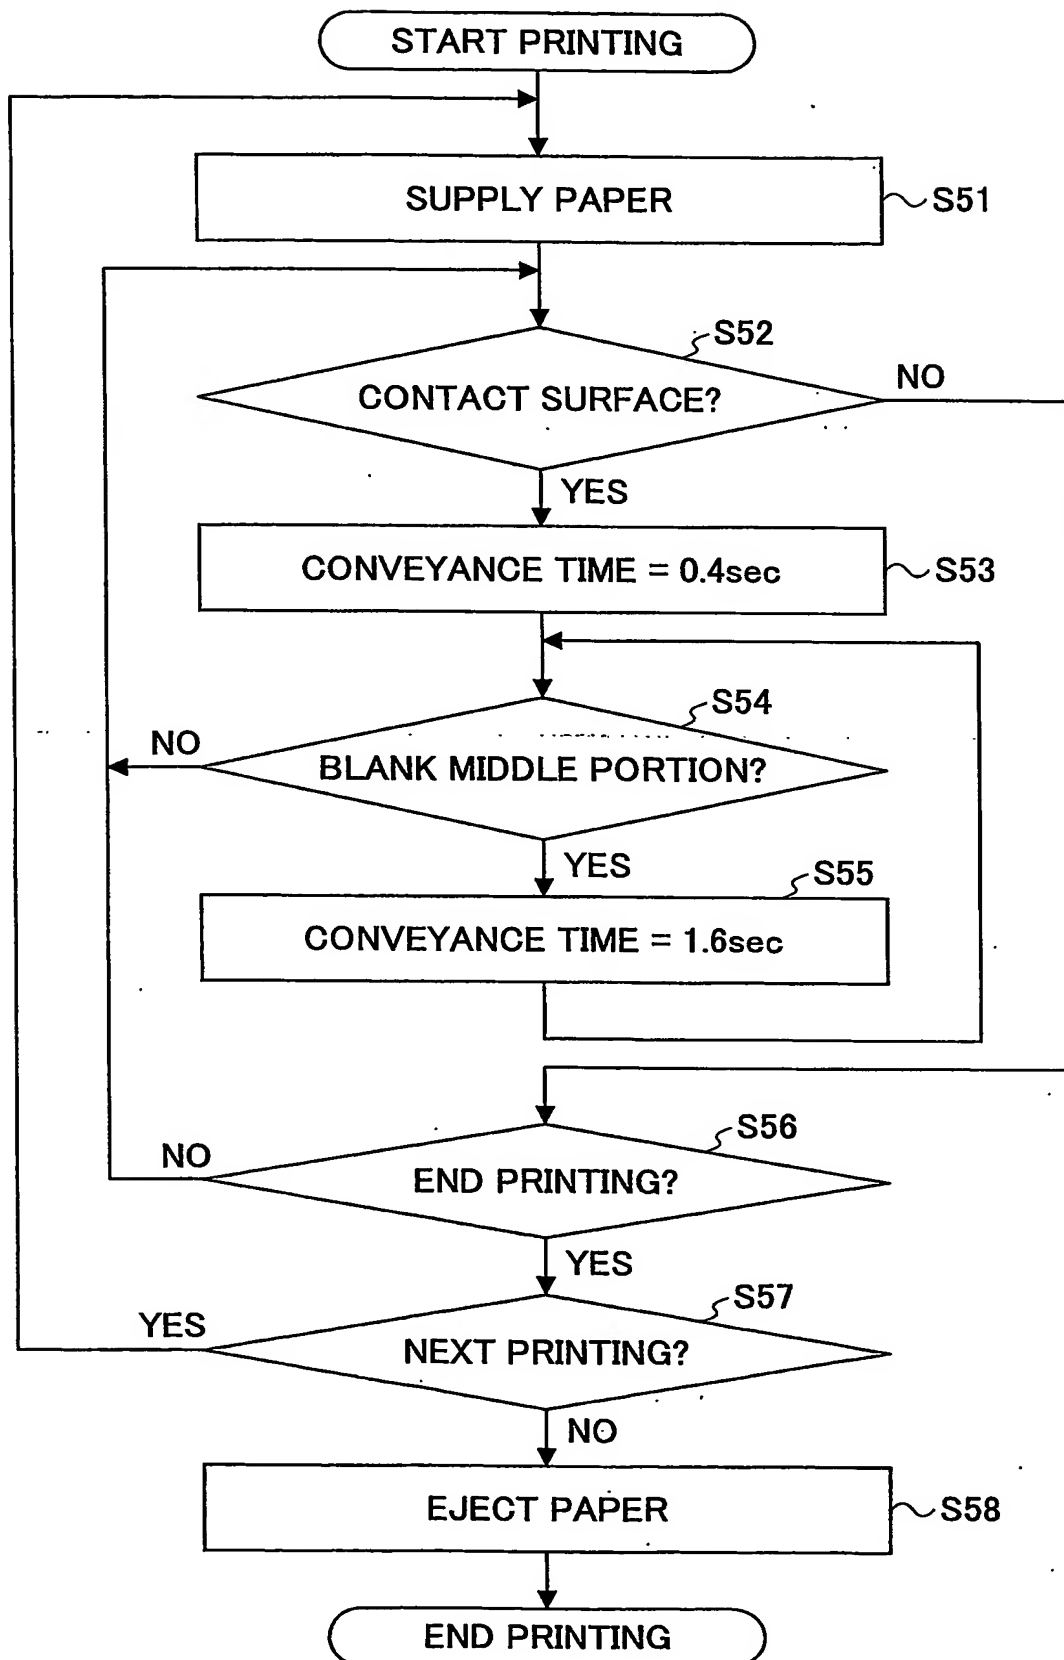 START PRINTING
SUPPLY PAPER
S51
S52
CONTACT SURFACE?
NO
YES
CONVEYANCE TIME = 0.4sec
S53
S54
NO
BLANK MIDDLE PORTION?
YES
S55
CONVEYANCE TIME = 1.6sec
S56
NO
END PRINTING?
YES
S57
YES
NEXT PRINTING?
NO
EJECT PAPER
S58
END PRINTING